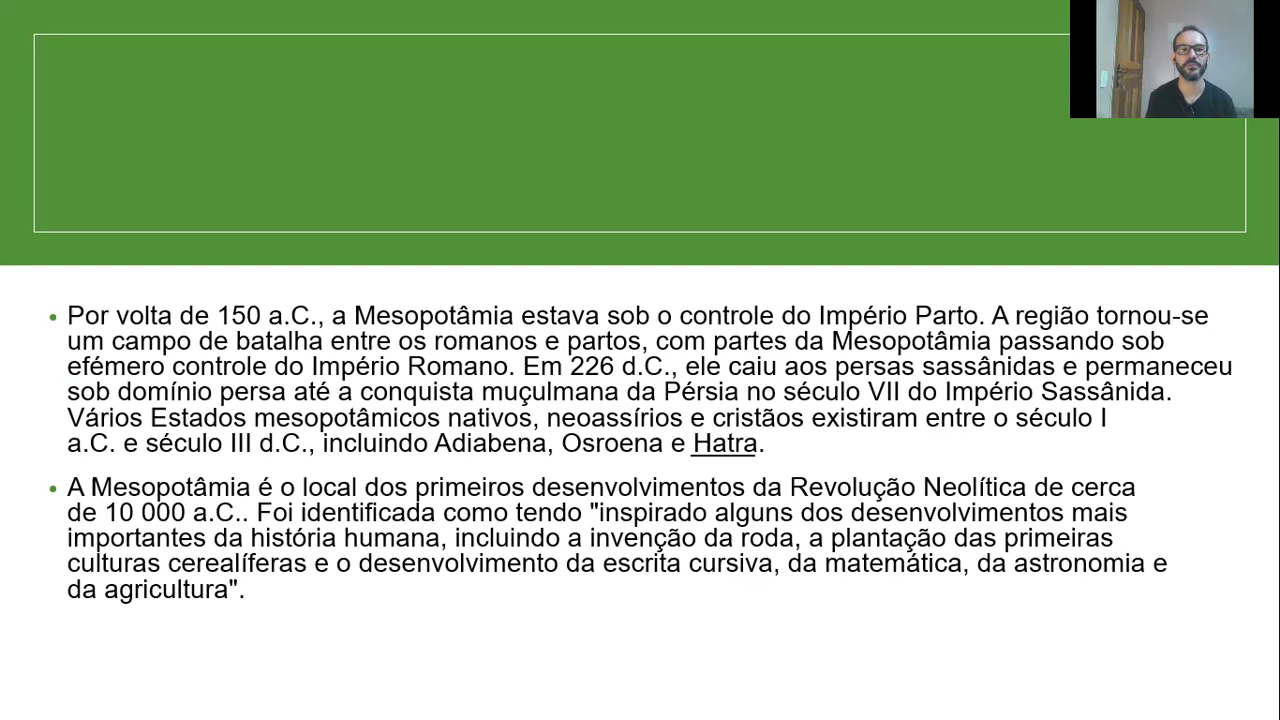 • Por volta de 150 a.C., a Mesopotâmia estava sob o controle do Império Parto. A região tornou-se
um campo de batalha entre os romanos e partos, com partes da Mesopotâmia passando sob
efémero controle do Império Romano. Em 226 d.C., ele caiu aos persas sassânidas e permaneceu
sob domínio persa até a conquista muçulmana da Pérsia no século VII do Império Sassânida.
Vários Estados mesopotâmicos nativos, neoassírios e cristãos existiram entre o século I
a.C. e século III d.C., incluindo Adiabena, Osroena e Hatra.
• A Mesopotâmia é o local dos primeiros desenvolvimentos da Revolução Neolítica de cerca
de 10 000 a.C.. Foi identificada como tendo "inspirado alguns dos desenvolvimentos mais
importantes da história humana, incluindo a invenção da roda, a plantação das primeiras
culturas cerealíferas e o desenvolvimento da escrita cursiva, da matemática, da astronomia e
da agricultura".